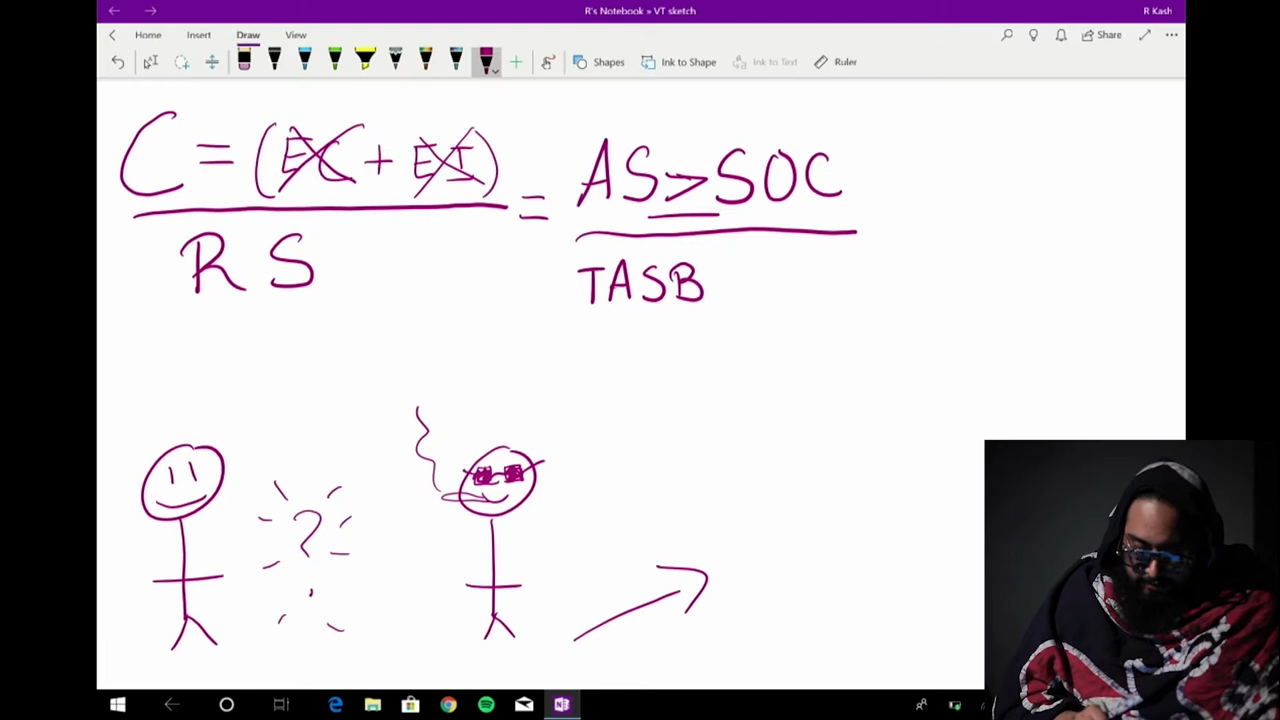 R's Notebook » VT sketch
R Kash
Home Insert Draw View
Share
Shapes Ink to Shape Ink to Text Ruler
C = (EC + EI) = AS ≥ SOC
RS TASB
?